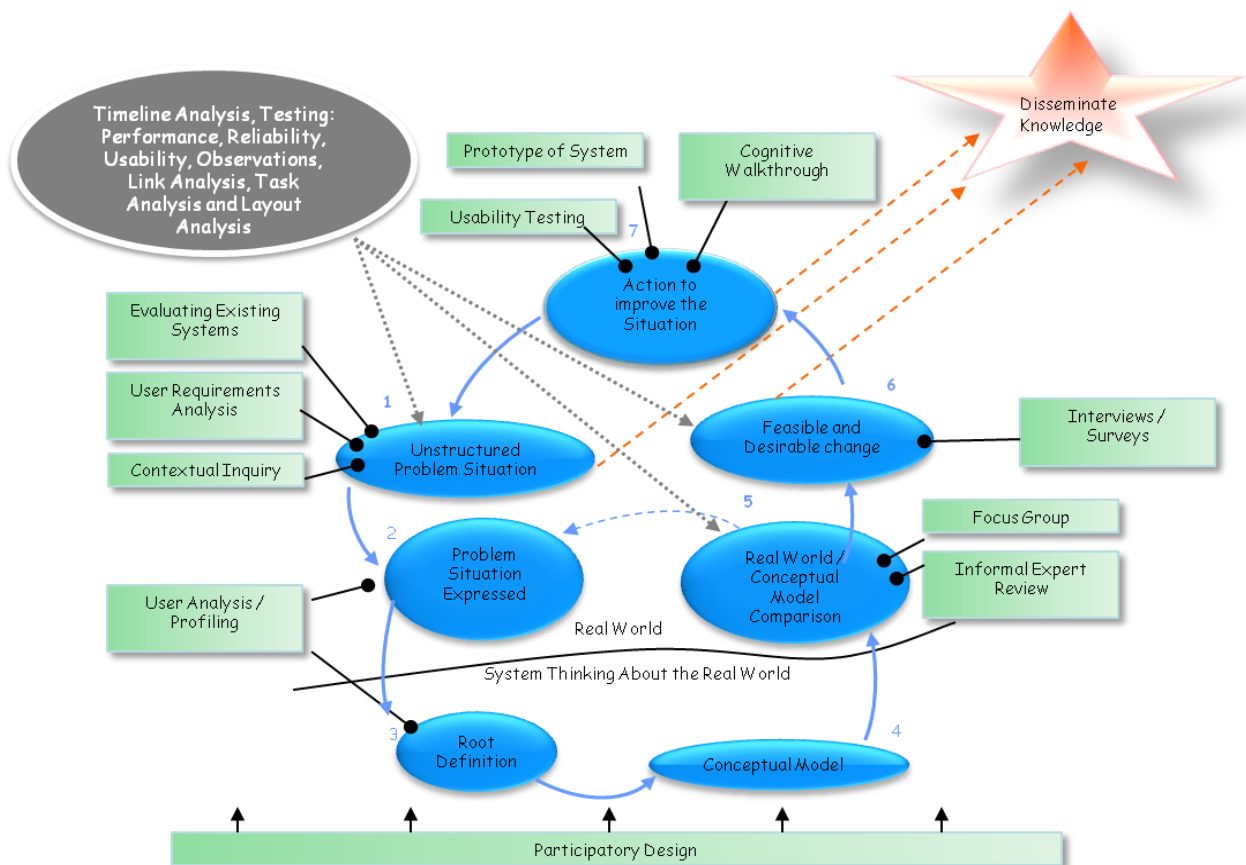 Timeline Analysis, Testing:
Performance, Reliability,
Usability, Observations,
Link Analysis, Task
Analysis and Layout
Analysis
Disseminate
Knowledge
Prototype of System
Cognitive
Walkthrough
Usability Testing
7
Action to
improve the
Situation
Evaluating Existing
Systems
User Requirements
Analysis
Contextual Inquiry
1
Unstructured
Problem Situation
6
Feasible and
Desirable change
Interviews /
Surveys
2
Problem
Situation
Expressed
5
Real World /
Conceptual
Model
Comparison
Focus Group
Informal Expert
Review
User Analysis /
Profiling
Real World
System Thinking About the Real World
3
Root
Definition
4
Conceptual Model
Participatory Design